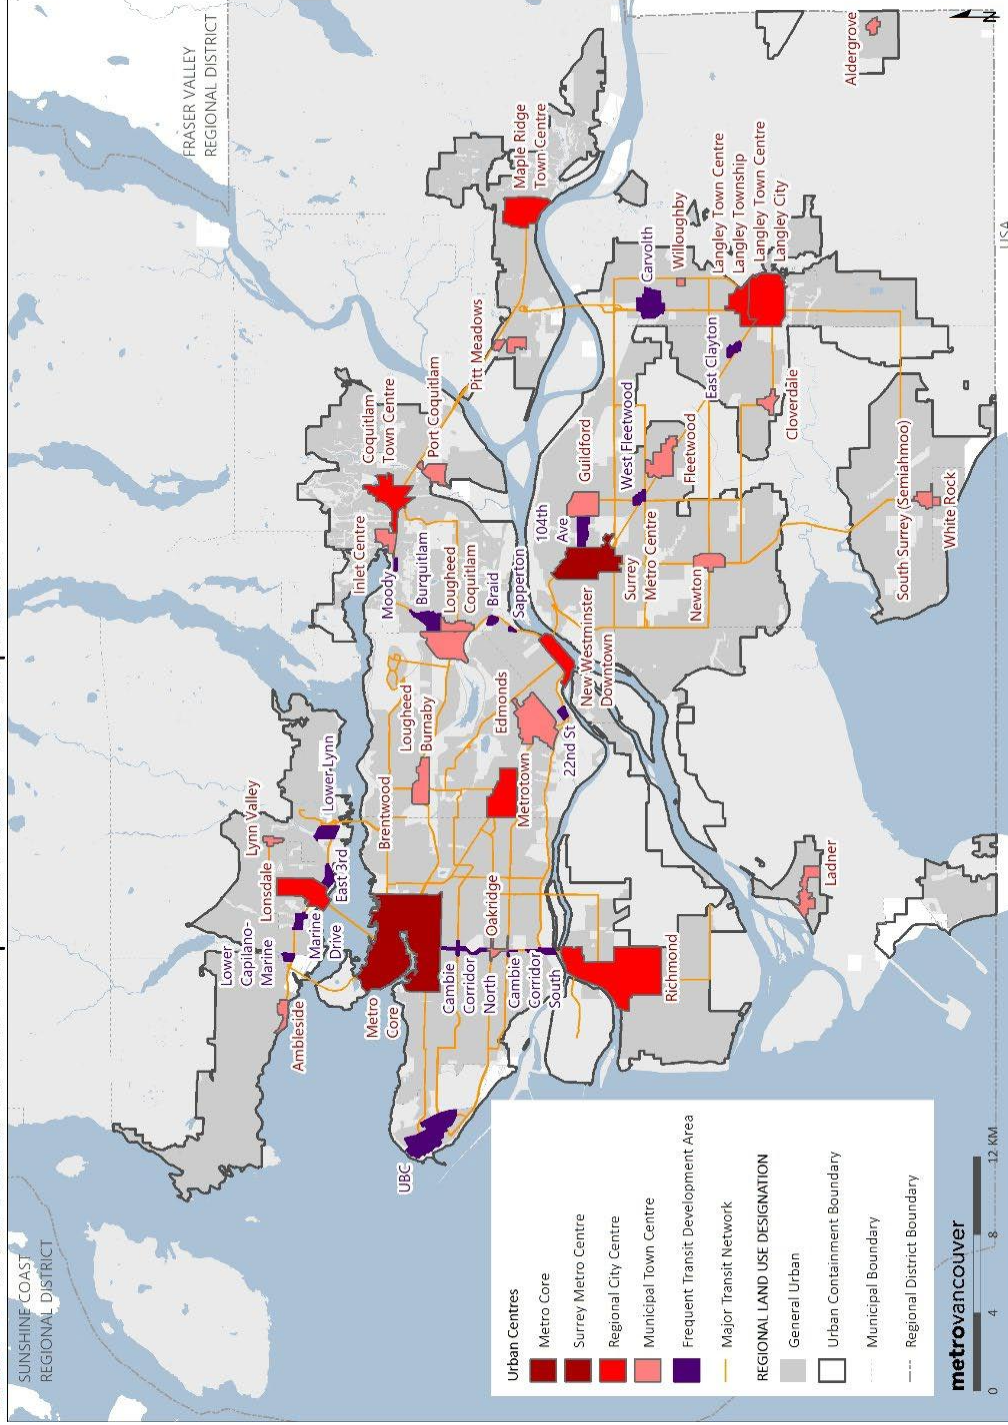 SUNSHINE COAST
REGIONAL DISTRICT
FRASER VALLEY
REGIONAL DISTRICT
Lower
Capilano-
Marine
Lonsdale
Lynn Valley
Ambleside
Marine
Drive
East 3rd
Lower Lynn
Metro
Core
Brentwood
Lougheed
Burnaby
Inlet Centre
Moody
Coquitlam
Town Centre
Burquitlam
Lougheed
Coquitlam
Port Coquitlam
Pitt Meadows
Maple Ridge
Town Centre
UBC
Cambie
Corridor
North
Oakridge
Cambie
Corridor
South
Metrotown
Edmonds
22nd St
Braid
Sapperton
New Westminster
Downtown
104th
Ave
Guildford
Surrey
Metro Centre
West Fleetwood
Fleetwood
Newton
Carvolth
Willoughby
East Clayton
Langley Town Centre
Langley Township
Langley Town Centre
Langley City
Cloverdale
Aldergrove
Richmond
Ladner
South Surrey (Semiahmoo)
White Rock
USA
N
Urban Centres
Metro Core
Surrey Metro Centre
Regional City Centre
Municipal Town Centre
Frequent Transit Development Area
Major Transit Network
REGIONAL LAND USE DESIGNATION
General Urban
Urban Containment Boundary
Municipal Boundary
Regional District Boundary
metrovancouver
0 4 8 12 KM